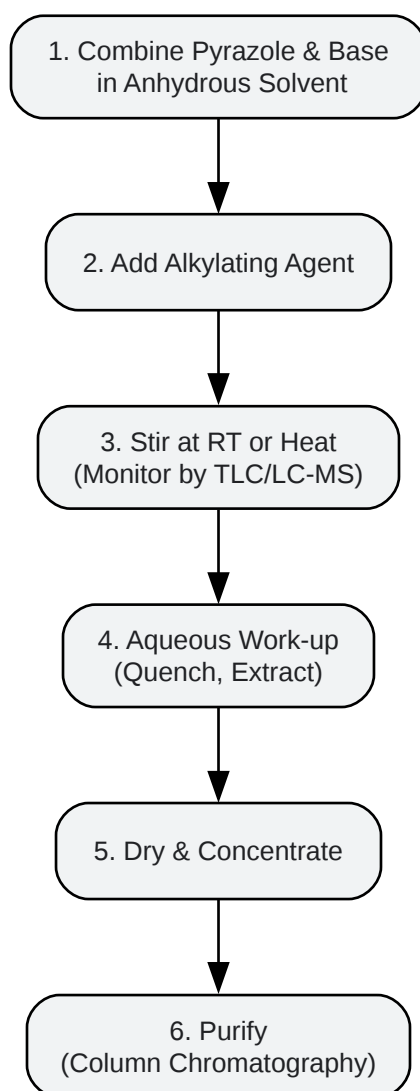 1. Combine Pyrazole & Base
in Anhydrous Solvent
2. Add Alkylating Agent
3. Stir at RT or Heat
(Monitor by TLC/LC-MS)
4. Aqueous Work-up
(Quench, Extract)
5. Dry & Concentrate
6. Purify
(Column Chromatography)